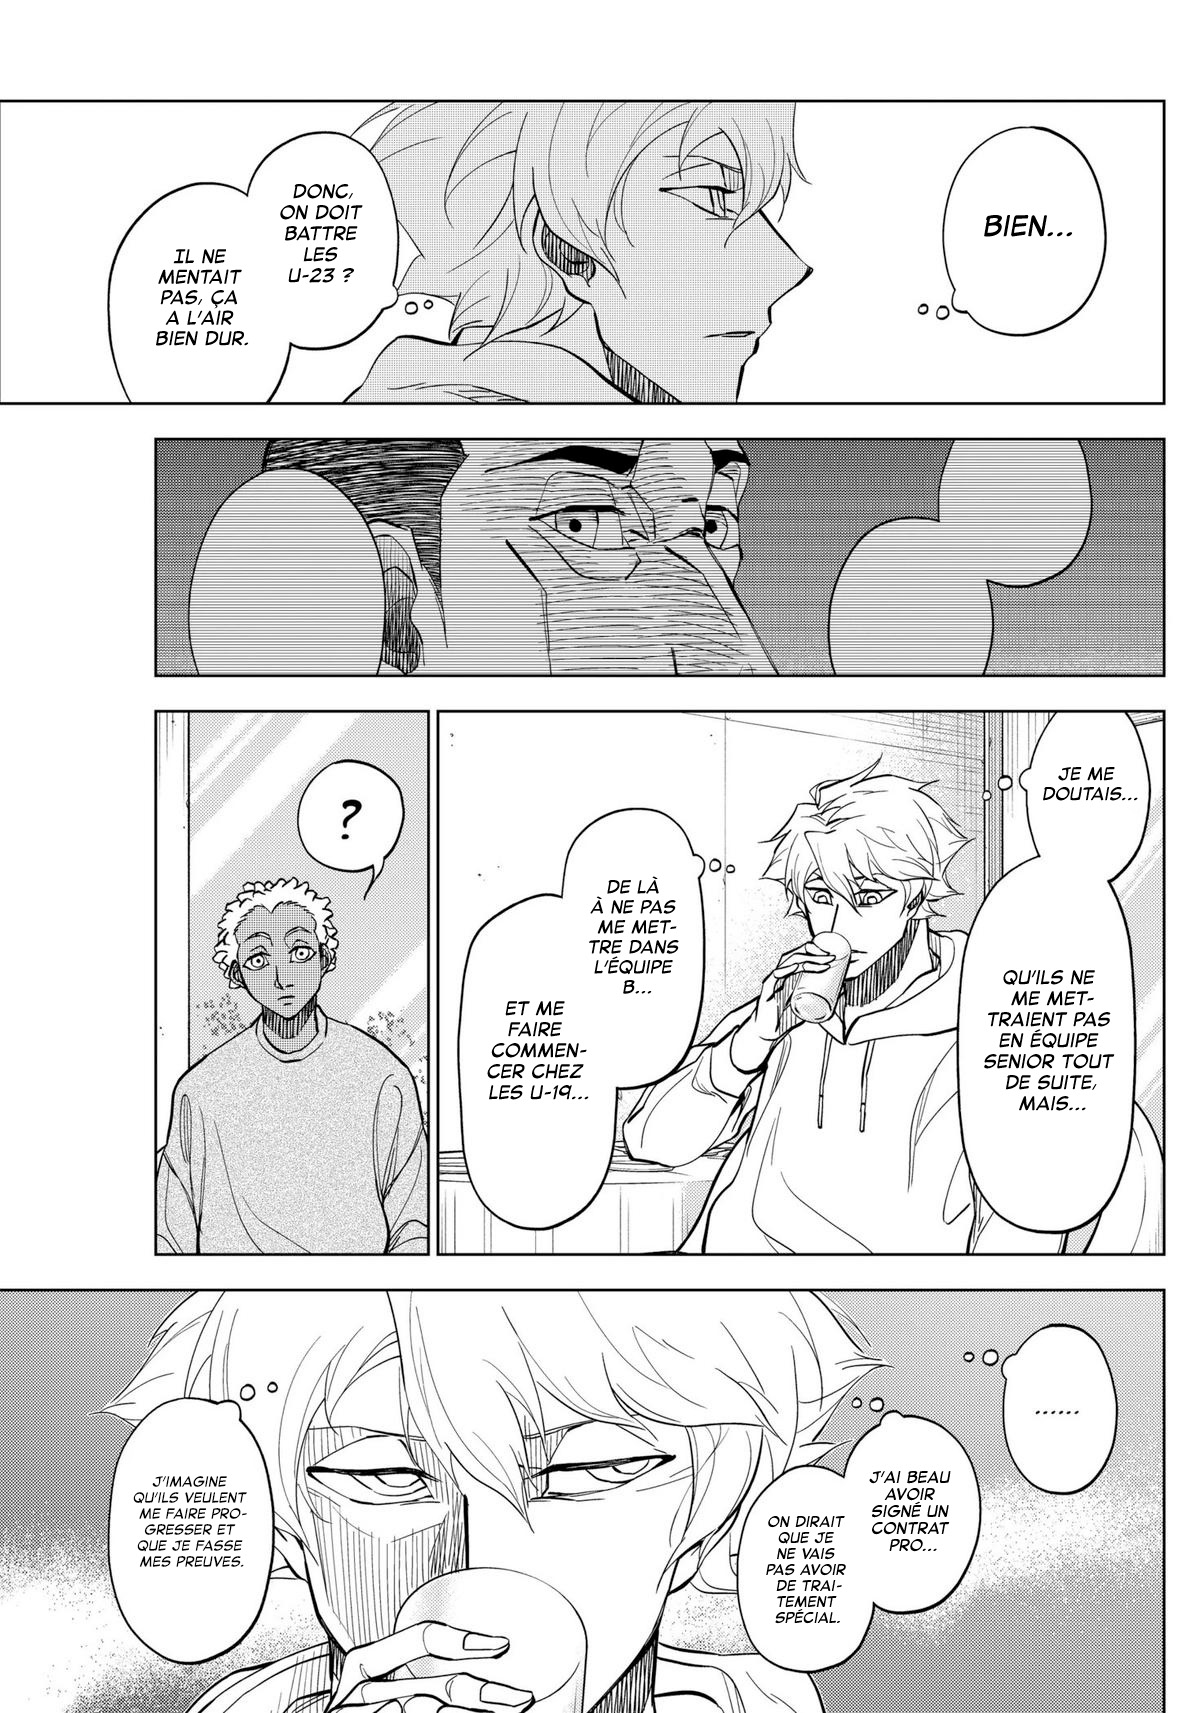 BIEN...
DONC,
ON DOIT
BATTRE
LES
U-23 ?
IL NE
MENTAIT
PAS, ÇA
A L'AIR
BIEN DUR.
JE ME
DOUTAIS...
QU'ILS NE
ME MET-
TRAIENT PAS
EN ÉQUIPE
SENIOR TOUT
DE SUITE,
MAIS...
DE LÀ
À NE PAS
ME MET-
TRE DANS
L'ÉQUIPE
B...
ET ME
FAIRE
COMMEN-
CER CHEZ
LES U-19...
?
......
J'AI BEAU
AVOIR
SIGNÉ UN
CONTRAT
PRO...
ON DIRAIT
QUE JE
NE VAIS
PAS AVOIR
DE TRAI-
TEMENT
SPÉCIAL.
J'IMAGINE
QU'ILS VEULENT
ME FAIRE PRO-
GRESSER ET
QUE JE FASSE
MES PREUVES.